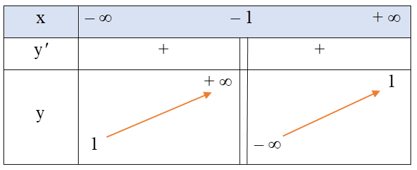 x − ∞ − 1 + ∞
y′ + +
+ ∞ 1
y
1 − ∞